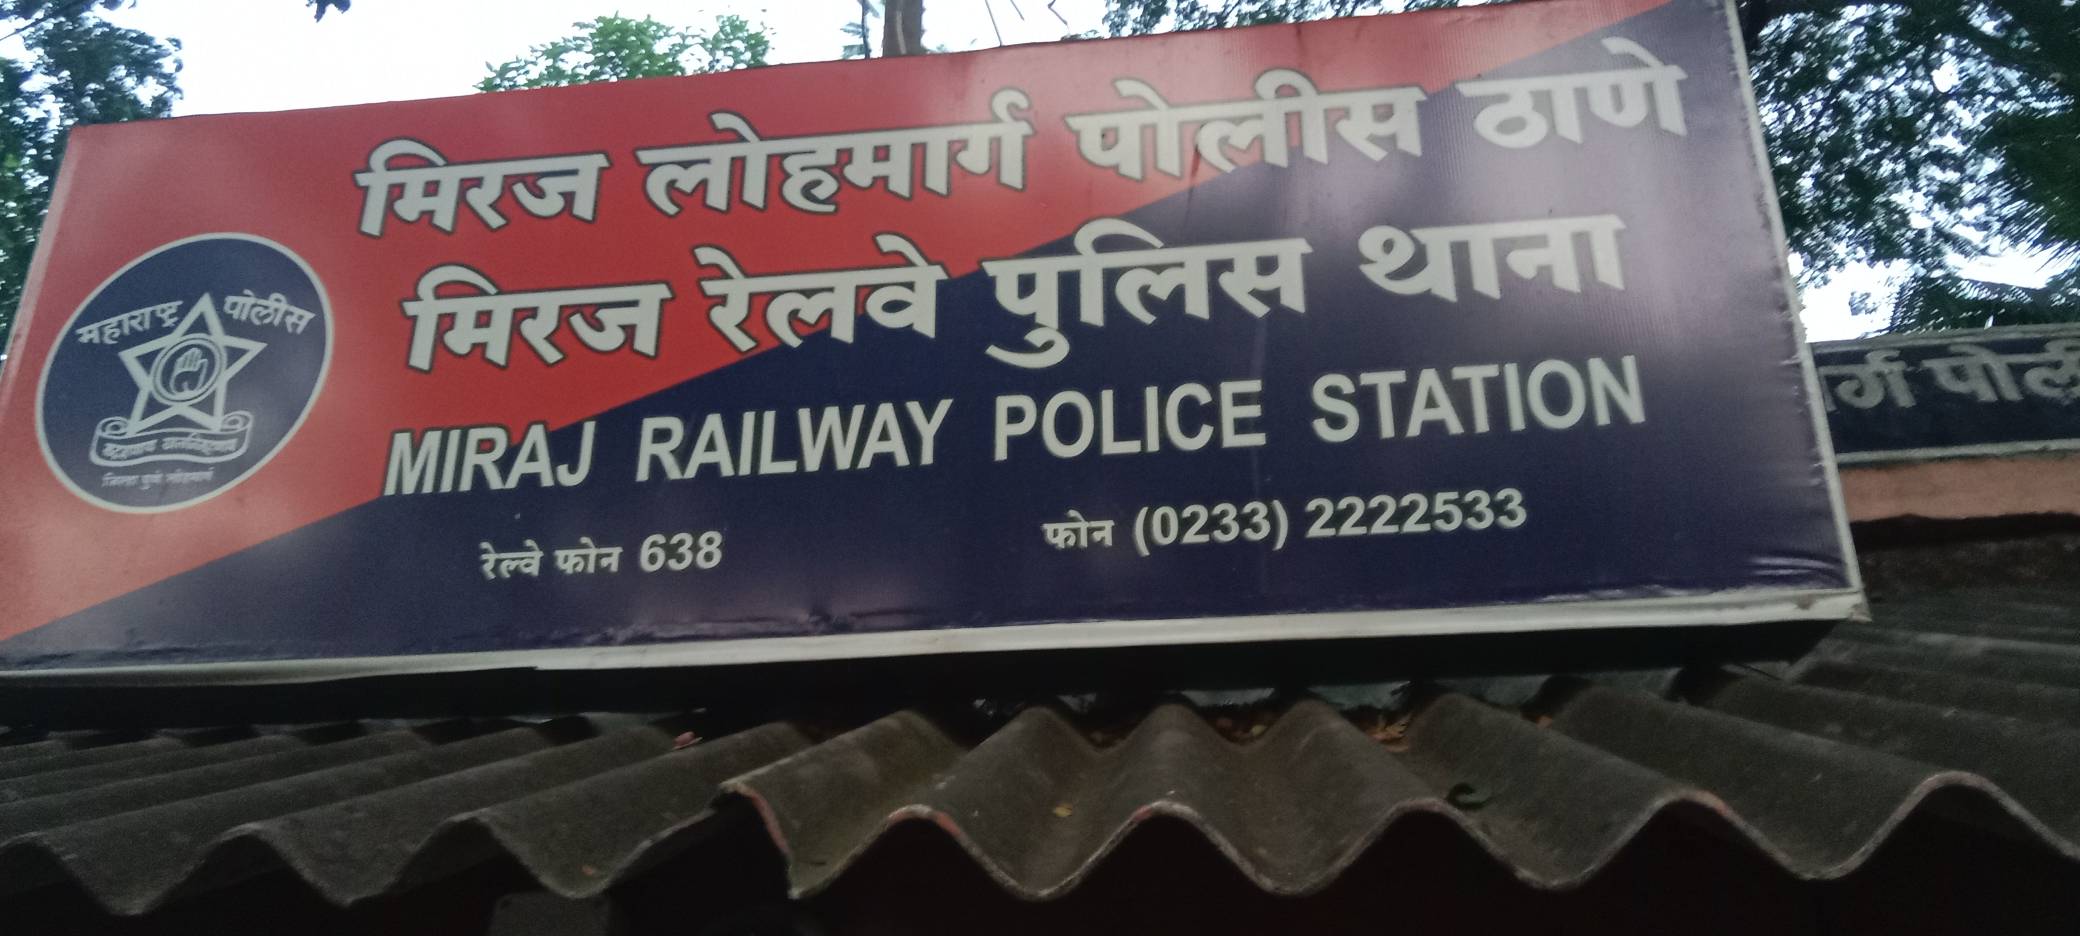 मिरज लोहमार्ग पोलीस ठाणे
मिरज रेलवे पुलिस थाना
MIRAJ RAILWAY POLICE STATION
रेल्वे फोन 638 फोन (0233) 2222533
महाराष्ट्र पोलीस
र्ग पोली